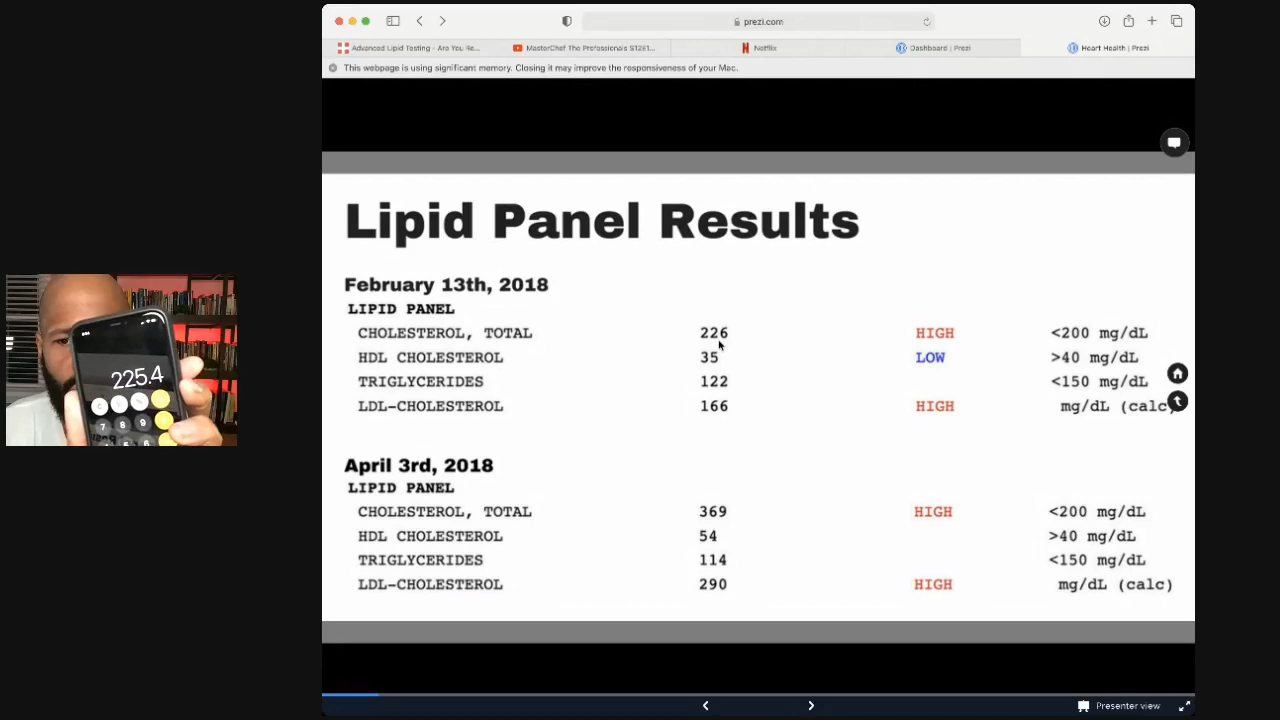 prezi.com
Advanced Lipid Testing - Are You Re...
MasterChef The Professionals S12E1...
Netflix
Dashboard | Prezi
Heart Health | Prezi
This webpage is using significant memory. Closing it may improve the responsiveness of your Mac.
Lipid Panel Results
February 13th, 2018
LIPID PANEL
CHOLESTEROL, TOTAL 226 HIGH <200 mg/dL
HDL CHOLESTEROL 35 LOW >40 mg/dL
TRIGLYCERIDES 122 <150 mg/dL
LDL-CHOLESTEROL 166 HIGH mg/dL (calc)
April 3rd, 2018
LIPID PANEL
CHOLESTEROL, TOTAL 369 HIGH <200 mg/dL
HDL CHOLESTEROL 54 >40 mg/dL
TRIGLYCERIDES 114 <150 mg/dL
LDL-CHOLESTEROL 290 HIGH mg/dL (calc)
225.4
7 8 9
Presenter view